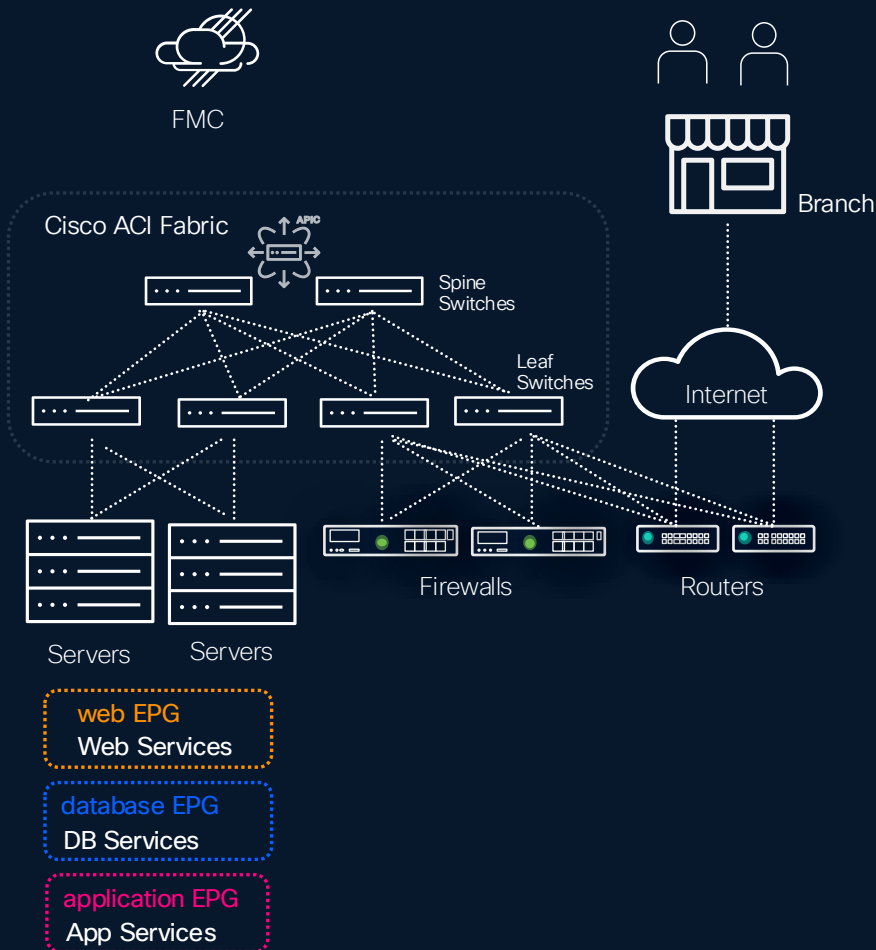 FMC
Branch
Cisco ACI Fabric
APIC
Spine
Switches
Leaf
Switches
Internet
Firewalls
Routers
Servers
Servers
web EPG
Web Services
database EPG
DB Services
application EPG
App Services